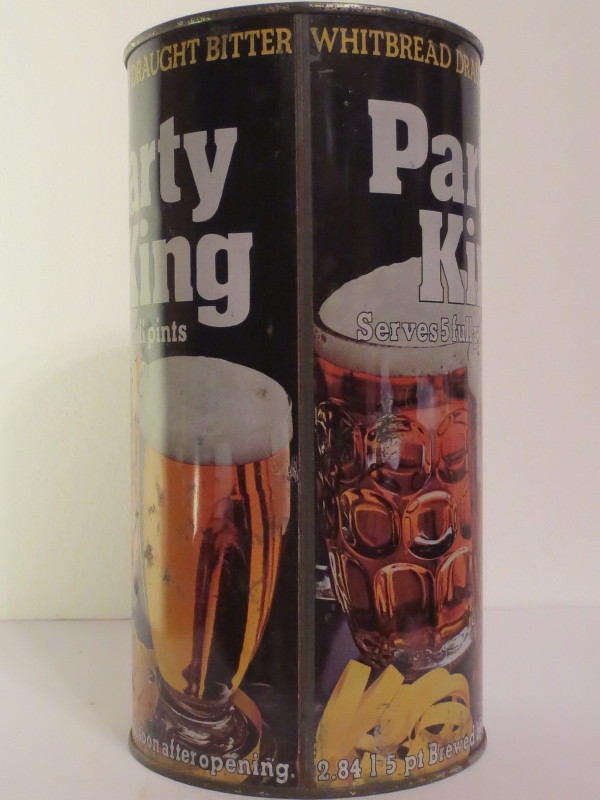 DRAUGHT BITTER
arty
King
pints
soon after opening.
WHITBREAD DRA
Par
Ki
Serves 5 full
2.84 l 5 pt Brewed